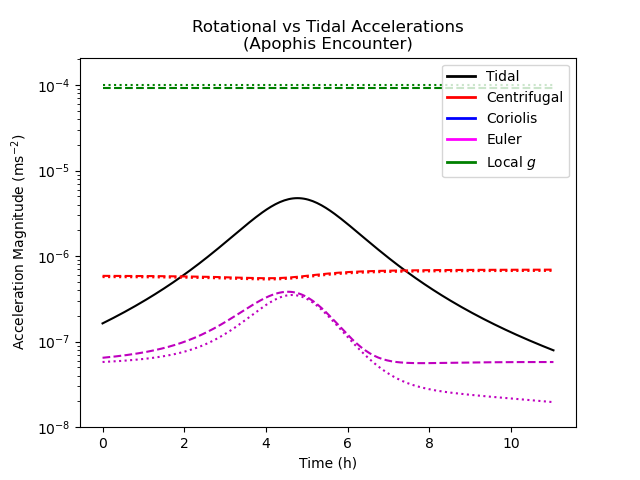 Rotational vs Tidal Accelerations
(Apophis Encounter)
Acceleration Magnitude (ms⁻²)
10⁻⁴
10⁻⁵
10⁻⁶
10⁻⁷
10⁻⁸
Tidal
Centrifugal
Coriolis
Euler
Local g
0 2 4 6 8 10
Time (h)